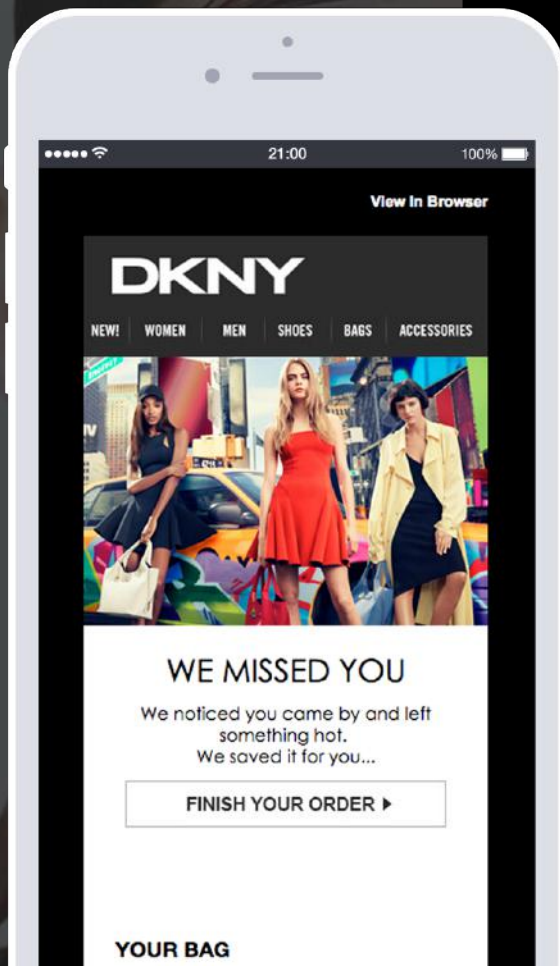 21:00
100%
View In Browser
DKNY
NEW! WOMEN MEN SHOES BAGS ACCESSORIES
WE MISSED YOU
We noticed you came by and left
something hot.
We saved it for you...
FINISH YOUR ORDER
YOUR BAG